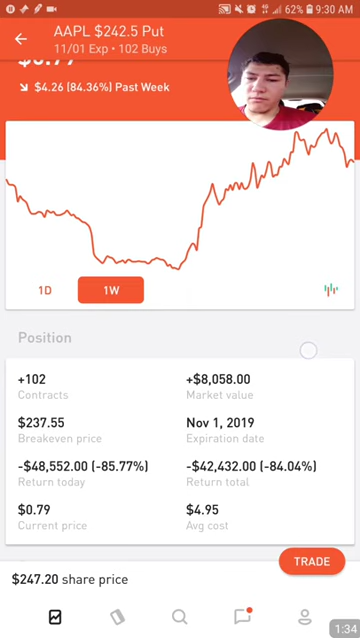 62% 9:30 AM
AAPL $242.5 Put
11/01 Exp • 102 Buys
$4.26 (84.36%) Past Week
1D 1W
Position
+102 +$8,058.00
Contracts Market value
$237.55 Nov 1, 2019
Breakeven price Expiration date
-$48,552.00 (-85.77%) -$42,432.00 (-84.04%)
Return today Return total
$0.79 $4.95
Current price Avg cost
$247.20 share price
TRADE
1:34